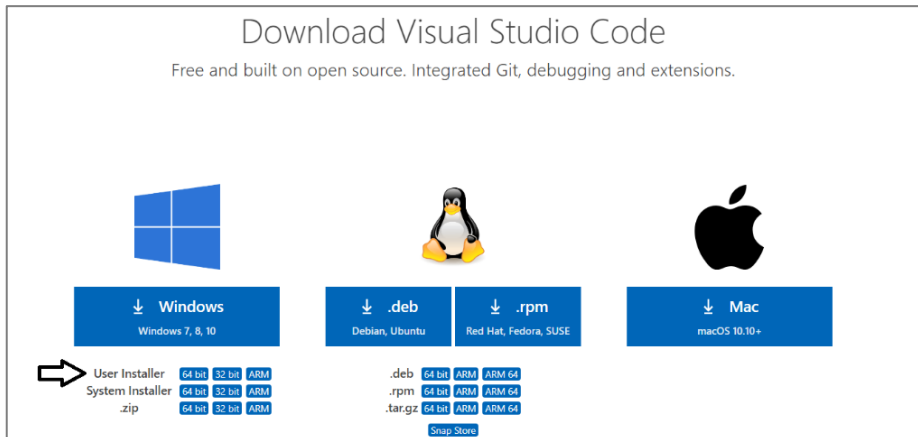 Download Visual Studio Code
Free and built on open source. Integrated Git, debugging and extensions.
Windows
Windows 7, 8, 10
User Installer 64 bit 32 bit ARM
System Installer 64 bit 32 bit ARM
.zip 64 bit 32 bit ARM
.deb
Debian, Ubuntu
.rpm
Red Hat, Fedora, SUSE
.deb 64 bit ARM ARM 64
.rpm 64 bit ARM ARM 64
.tar.gz 64 bit ARM ARM 64
Snap Store
Mac
macOS 10.10+